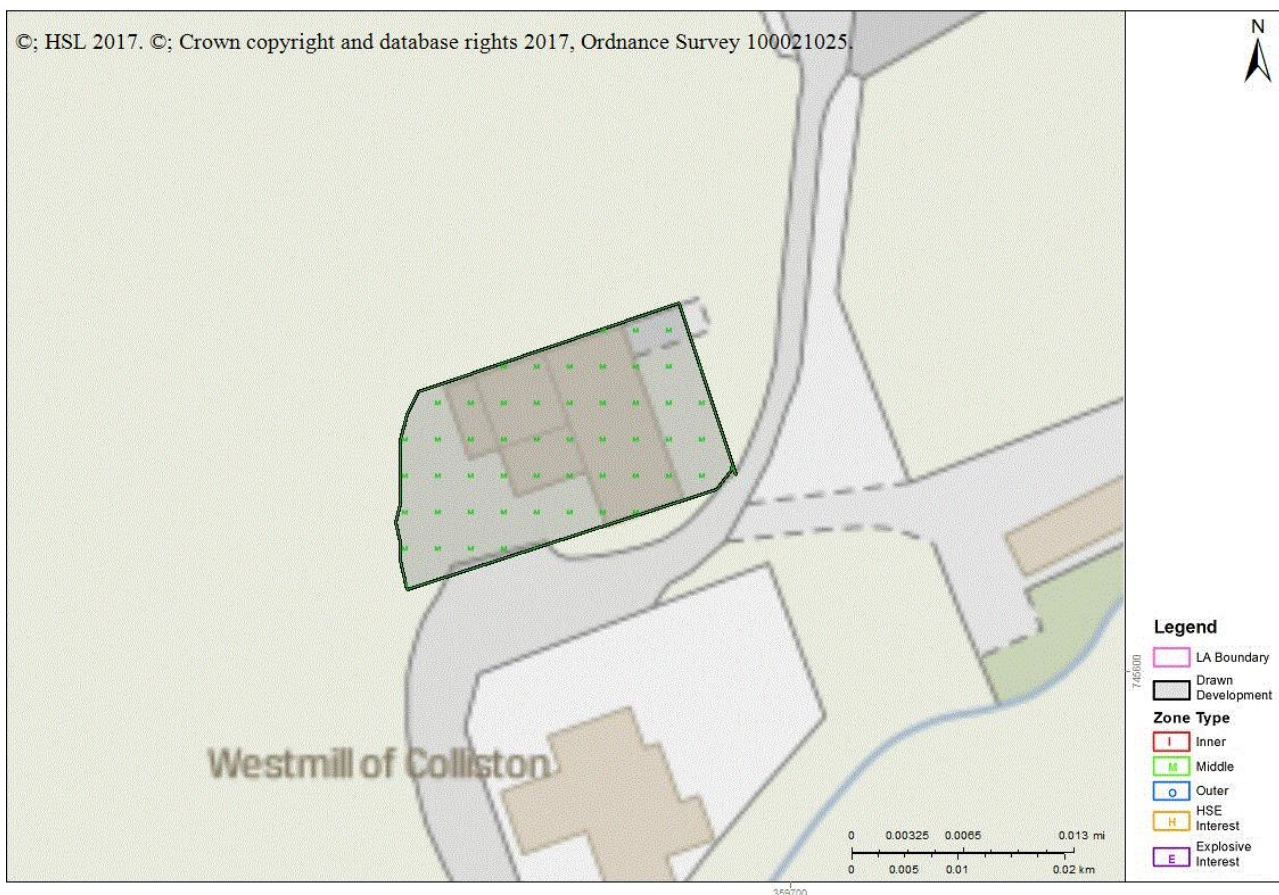 ©; HSL 2017. ©; Crown copyright and database rights 2017, Ordnance Survey 100021025.
N
Westmill of Colliston
Legend
LA Boundary
Drawn
Development
Zone Type
I Inner
M Middle
O Outer
H HSE
Interest
E Explosive
Interest
745600
0 0.00325 0.0065 0.013 mi
0 0.005 0.01 0.02 km
359700